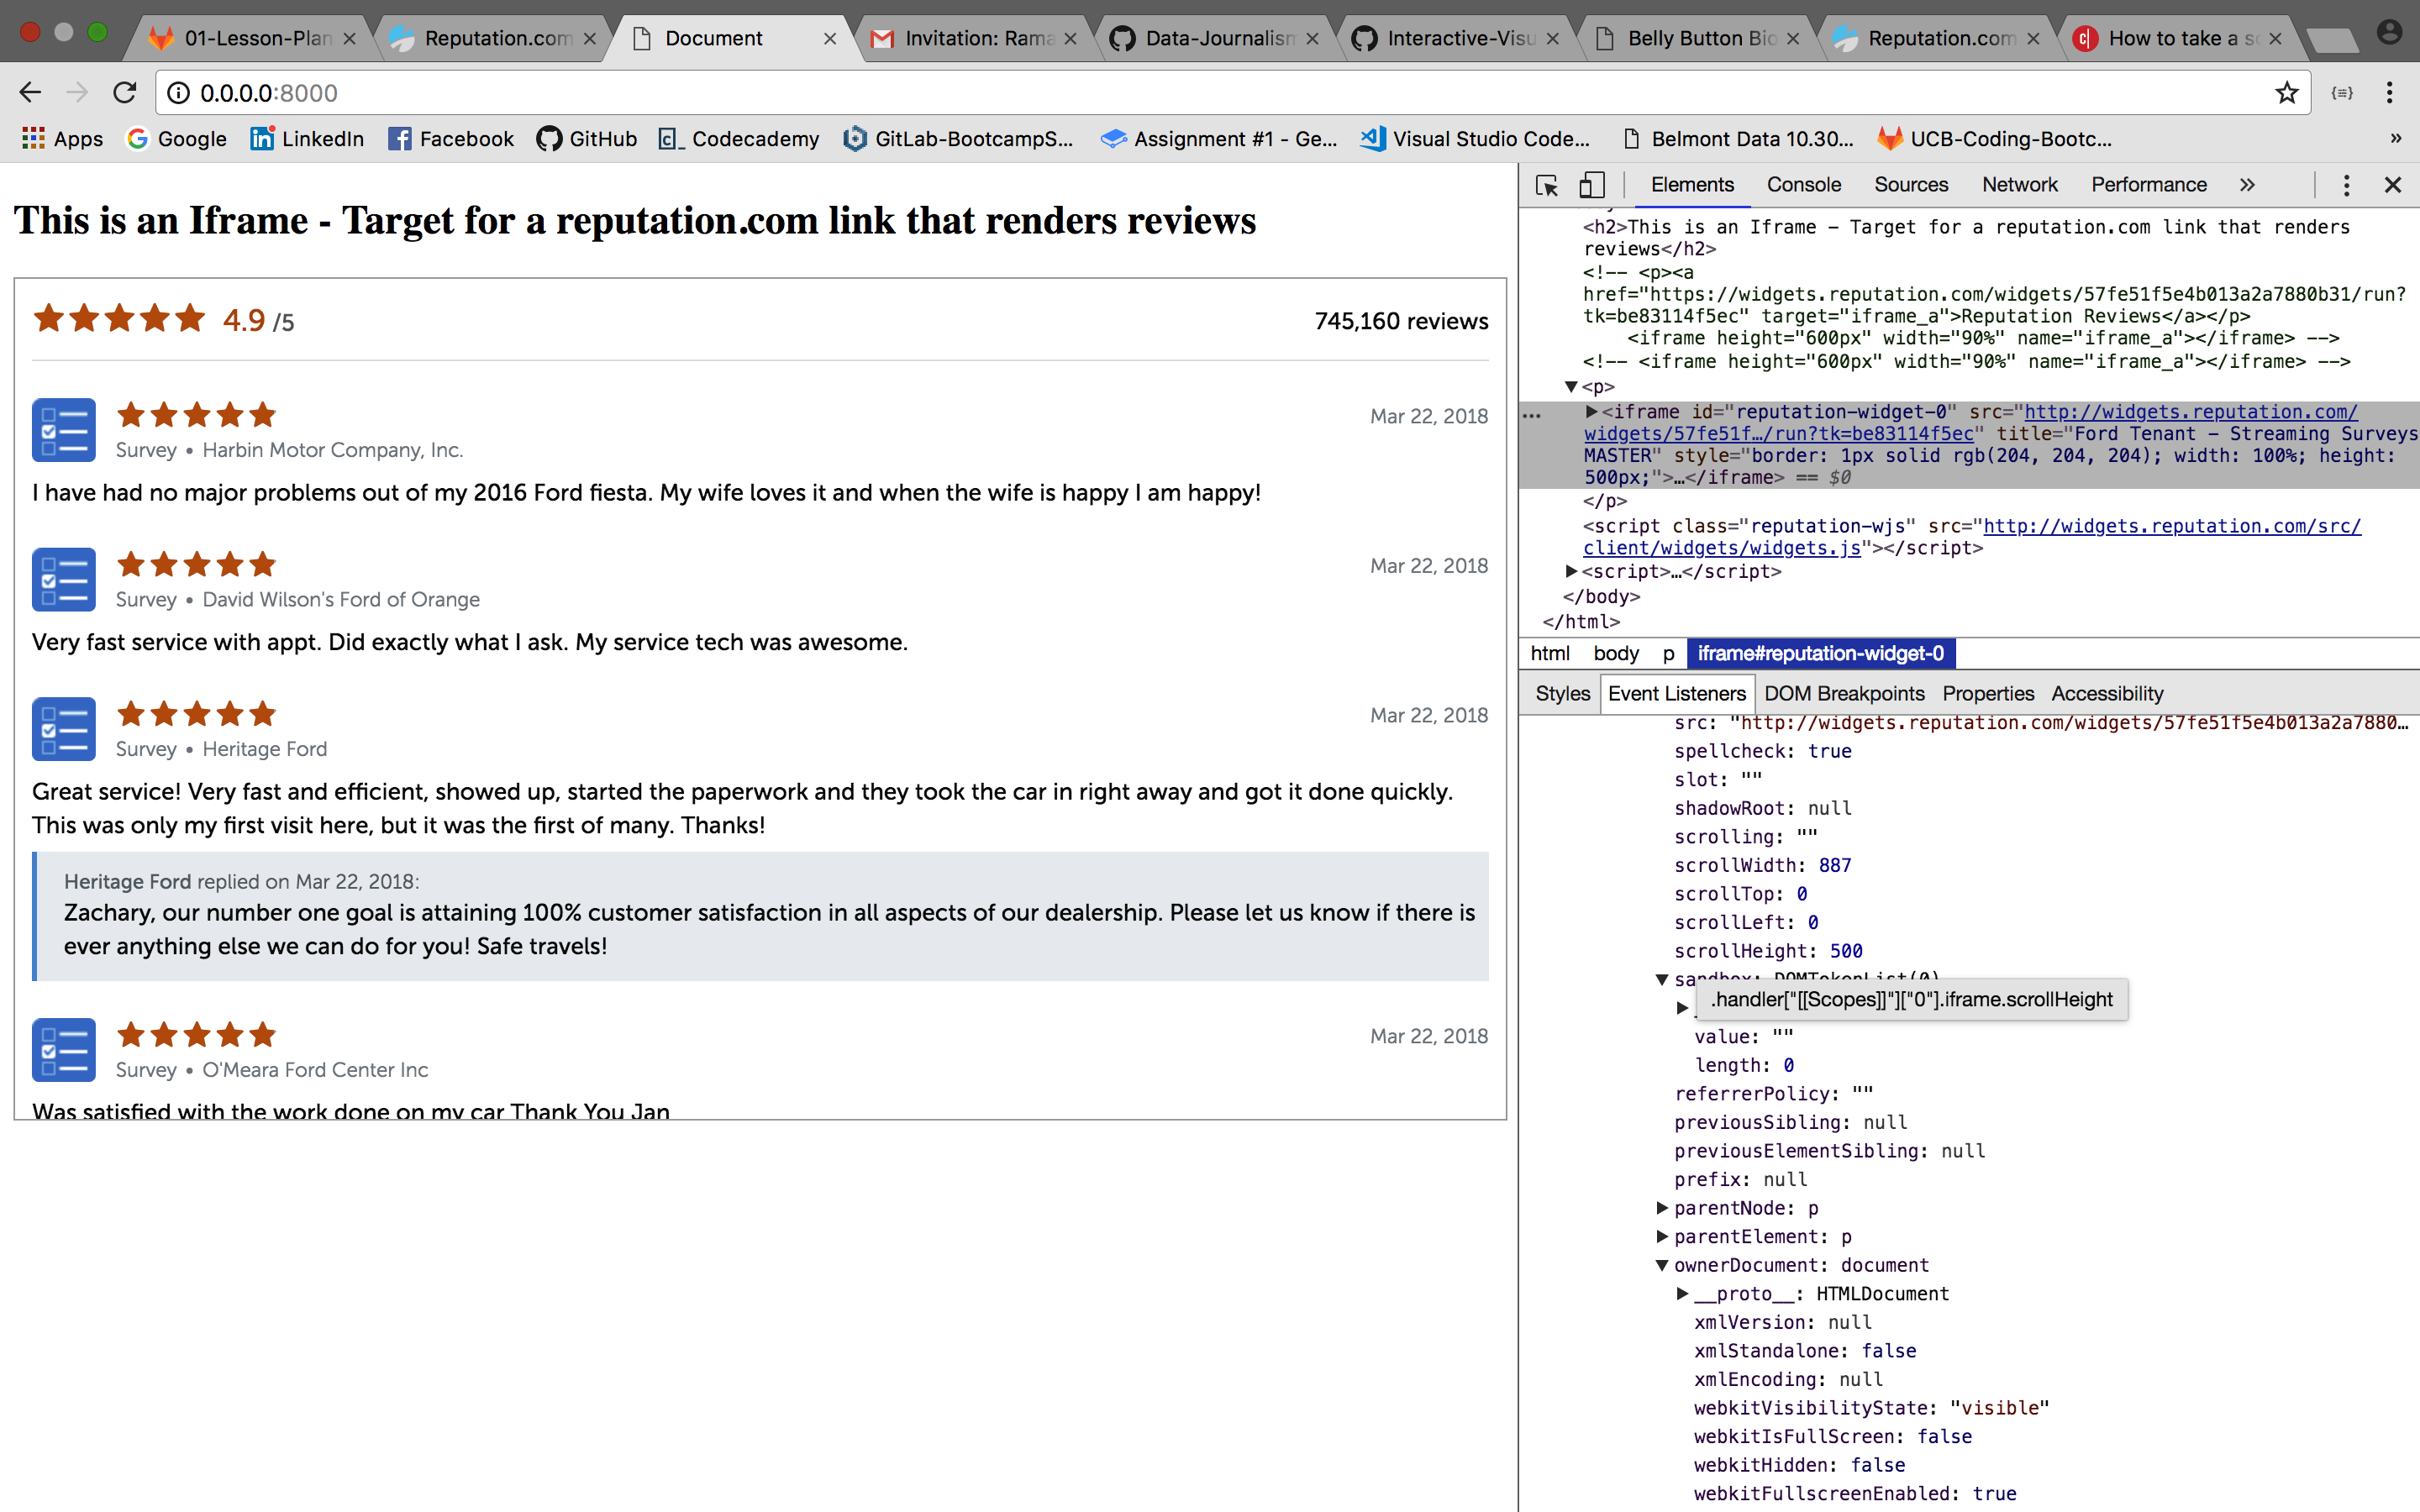 01-Lesson-Plan
Reputation.com
Document
Invitation: Rama
Data-Journalism
Interactive-Visu
Belly Button Bio
Reputation.com
How to take a sc
0.0.0.0:8000
Apps
Google
LinkedIn
Facebook
GitHub
Codecademy
GitLab-BootcampS...
Assignment #1 - Ge...
Visual Studio Code...
Belmont Data 10.30...
UCB-Coding-Bootc...
»
This is an Iframe - Target for a reputation.com link that renders reviews
4.9 /5
745,160 reviews
Mar 22, 2018
Survey • Harbin Motor Company, Inc.
I have had no major problems out of my 2016 Ford fiesta. My wife loves it and when the wife is happy I am happy!
Mar 22, 2018
Survey • David Wilson's Ford of Orange
Very fast service with appt. Did exactly what I ask. My service tech was awesome.
Mar 22, 2018
Survey • Heritage Ford
Great service! Very fast and efficient, showed up, started the paperwork and they took the car in right away and got it done quickly.
This was only my first visit here, but it was the first of many. Thanks!
Heritage Ford replied on Mar 22, 2018:
Zachary, our number one goal is attaining 100% customer satisfaction in all aspects of our dealership. Please let us know if there is
ever anything else we can do for you! Safe travels!
Mar 22, 2018
Survey • O'Meara Ford Center Inc
Was satisfied with the work done on my car Thank You Jan
Elements Console Sources Network Performance »
<h2>This is an Iframe - Target for a reputation.com link that renders
reviews</h2>
<!-- <p><a
href="https://widgets.reputation.com/widgets/57fe51f5e4b013a2a7880b31/run?
tk=be83114f5ec" target="iframe_a">Reputation Reviews</a></p>
<iframe height="600px" width="90%" name="iframe_a"></iframe> -->
<!-- <iframe height="600px" width="90%" name="iframe_a"></iframe> -->
<p>
<iframe id="reputation-widget-0" src="http://widgets.reputation.com/
widgets/57fe51f…/run?tk=be83114f5ec" title="Ford Tenant - Streaming Surveys
MASTER" style="border: 1px solid rgb(204, 204, 204); width: 100%; height:
500px;">…</iframe> == $0
</p>
<script class="reputation-wjs" src="http://widgets.reputation.com/src/
client/widgets/widgets.js"></script>
<script>…</script>
</body>
</html>
html body p iframe#reputation-widget-0
Styles Event Listeners DOM Breakpoints Properties Accessibility
src: "http://widgets.reputation.com/widgets/57fe51f5e4b013a2a7880…
spellcheck: true
slot: ""
shadowRoot: null
scrolling: ""
scrollWidth: 887
scrollTop: 0
scrollLeft: 0
scrollHeight: 500
sandbox: DOMTokenList(0)
.handler["[[Scopes]]"]["0"].iframe.scrollHeight
value: ""
length: 0
referrerPolicy: ""
previousSibling: null
previousElementSibling: null
prefix: null
parentNode: p
parentElement: p
ownerDocument: document
__proto__: HTMLDocument
xmlVersion: null
xmlStandalone: false
xmlEncoding: null
webkitVisibilityState: "visible"
webkitIsFullScreen: false
webkitHidden: false
webkitFullscreenEnabled: true